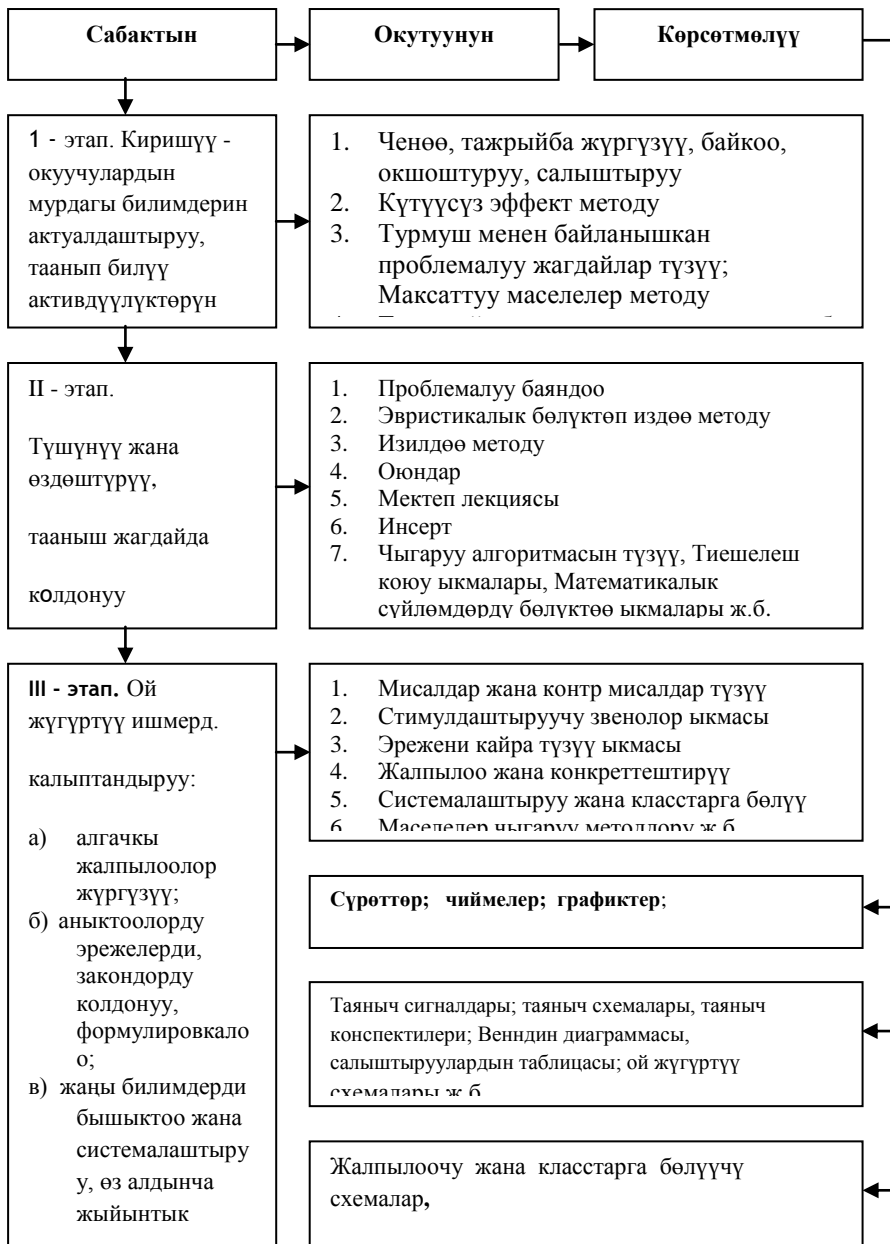 Сабактын
Окутуунун
Көрсөтмөлүү
1 - этап. Киришүү -
окуучулардын
мурдагы билимдерин
актуалдаштыруу,
таанып билүү
активдүүлүктөрүн
1. Ченөө, тажрыйба жүргүзүү, байкоо,
окшоштуруу, салыштыруу
2. Күтүүсүз эффект методу
3. Турмуш менен байланышкан
проблемалуу жагдайлар түзүү;
Максаттуу маселелер методу
II - этап.
Түшүнүү жана
өздөштүрүү,
тааныш жагдайда
колдонуу
1. Проблемалуу баяндоо
2. Эвристикалык бөлүктөп издөө методу
3. Изилдөө методу
4. Оюндар
5. Мектеп лекциясы
6. Инсерт
7. Чыгаруу алгоритмасын түзүү, Тиешелеш
коюу ыкмалары, Математикалык
сүйлөмдөрдү бөлүктөө ыкмалары ж.б.
III - этап. Ой
жүгүртүү ишмерд.
калыптандыруу:
а) алгачкы
жалпылоолор
жүргүзүү;
б) аныктоолорду
эрежелерди,
закондорду
колдонуу,
формулировкало
о;
в) жаңы билимдерди
бышыктоо жана
системалаштыру
у, өз алдынча
жыйынтык
1. Мисалдар жана контр мисалдар түзүү
2. Стимулдаштыруучу звенолор ыкмасы
3. Эрежени кайра түзүү ыкмасы
4. Жалпылоо жана конкреттештирүү
5. Системалаштыруу жана класстарга бөлүү
6. Маселелер чыгаруу методдору ж.б.
Сүрөттөр; чиймелер; графиктер;
Таяныч сигналдары; таяныч схемалары, таяныч
конспектилери; Венндин диаграммасы,
салыштыруулардын таблицасы; ой жүгүртүү
схемалары ж.б.
Жалпылоочу жана класстарга бөлүүчү
схемалар,